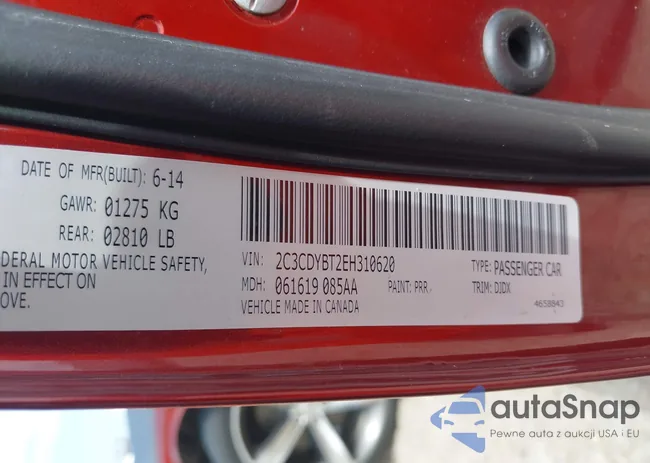 DATE OF MFR(BUILT): 6-14
GAWR: 01275 KG
REAR: 02810 LB
DERAL MOTOR VEHICLE SAFETY,
IN EFFECT ON
OVE.
VIN: 2C3CDYBT2EH310620
TYPE: PASSENGER CAR
MDH: 061619 085AA
PAINT: PRR
TRIM: DJDX
VEHICLE MADE IN CANADA
4658843
autaSnap
Pewne auta z aukcji USA i EU